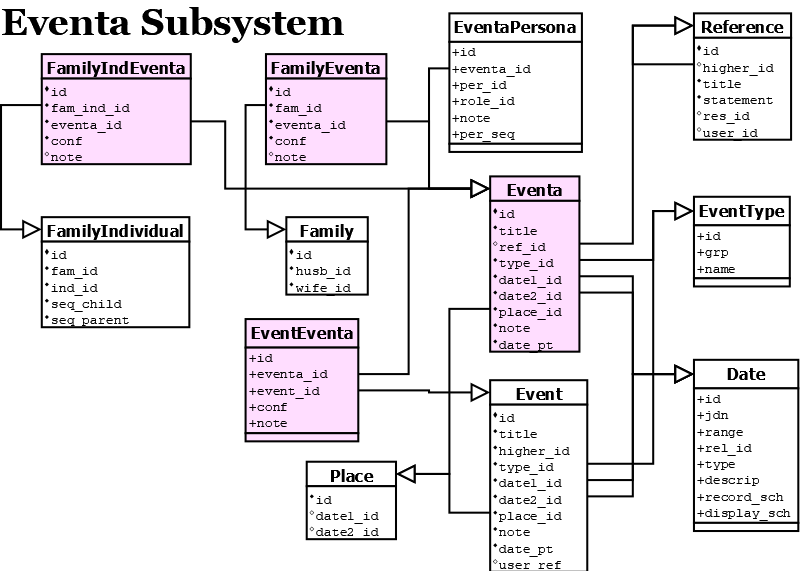 Eventa Subsystem
FamilyIndEventa
id
fam_ind_id
eventa_id
conf
note
FamilyEventa
id
fam_id
eventa_id
conf
note
EventaPersona
+id
+eventa_id
+per_id
+role_id
+note
+per_seq
Reference
id
higher_id
title
statement
res_id
user_id
FamilyIndividual
id
fam_id
ind_id
seq_child
seq_parent
Family
id
husb_id
wife_id
Eventa
id
title
ref_id
type_id
date1_id
date2_id
place_id
note
date_pt
EventType
+id
+grp
+name
EventEventa
+id
+eventa_id
+event_id
+conf
+note
Event
id
title
higher_id
type_id
date1_id
date2_id
place_id
note
date_pt
user_ref
Date
+id
+jdn
+range
+rel_id
+type
+descrip
+record_sch
+display_sch
Place
id
date1_id
date2_id